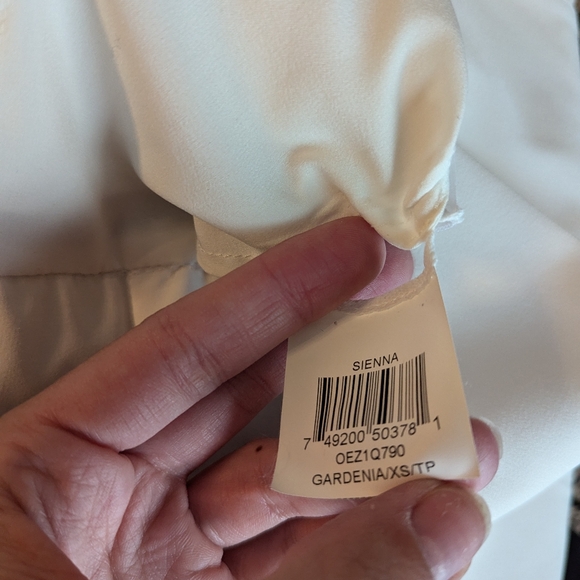 SIENNA
7 49200 50378 1
OEZ1Q790
GARDENIA/XS/TP